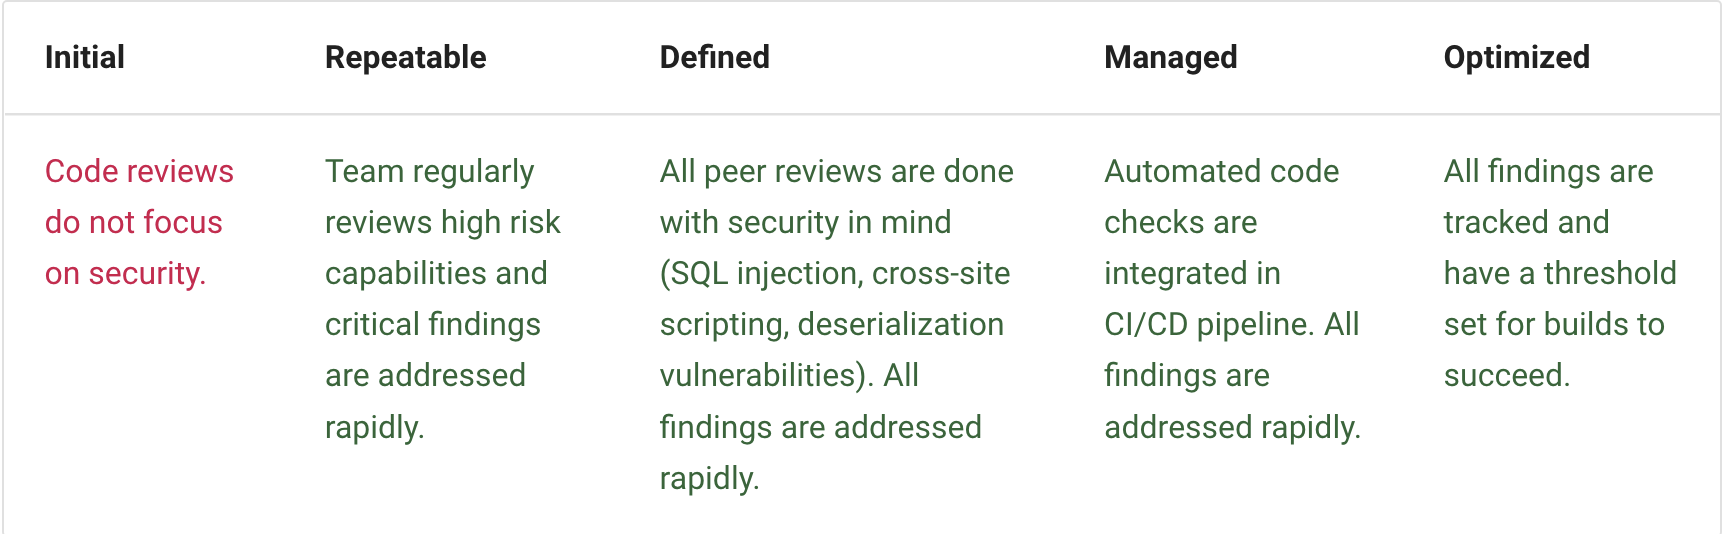 Initial
Repeatable
Defined
Managed
Optimized
Code reviews
do not focus
on security.
Team regularly
reviews high risk
capabilities and
critical findings
are addressed
rapidly.
All peer reviews are done
with security in mind
(SQL injection, cross-site
scripting, deserialization
vulnerabilities). All
findings are addressed
rapidly.
Automated code
checks are
integrated in
CI/CD pipeline. All
findings are
addressed rapidly.
All findings are
tracked and
have a threshold
set for builds to
succeed.